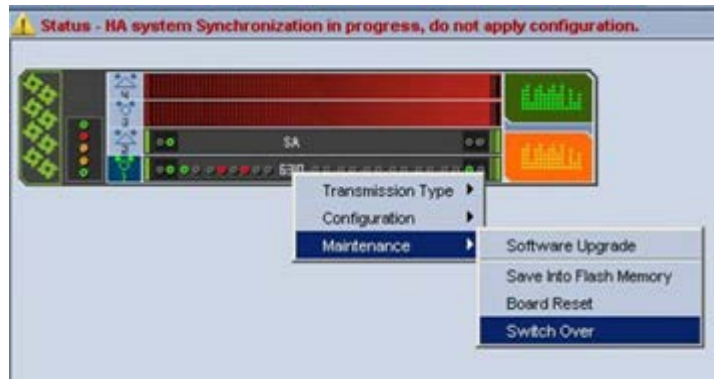 Status - HA system Synchronization in progress, do not apply configuration.
SA
Transmission Type
Configuration
Maintenance
Software Upgrade
Save Into Flash Memory
Board Reset
Switch Over